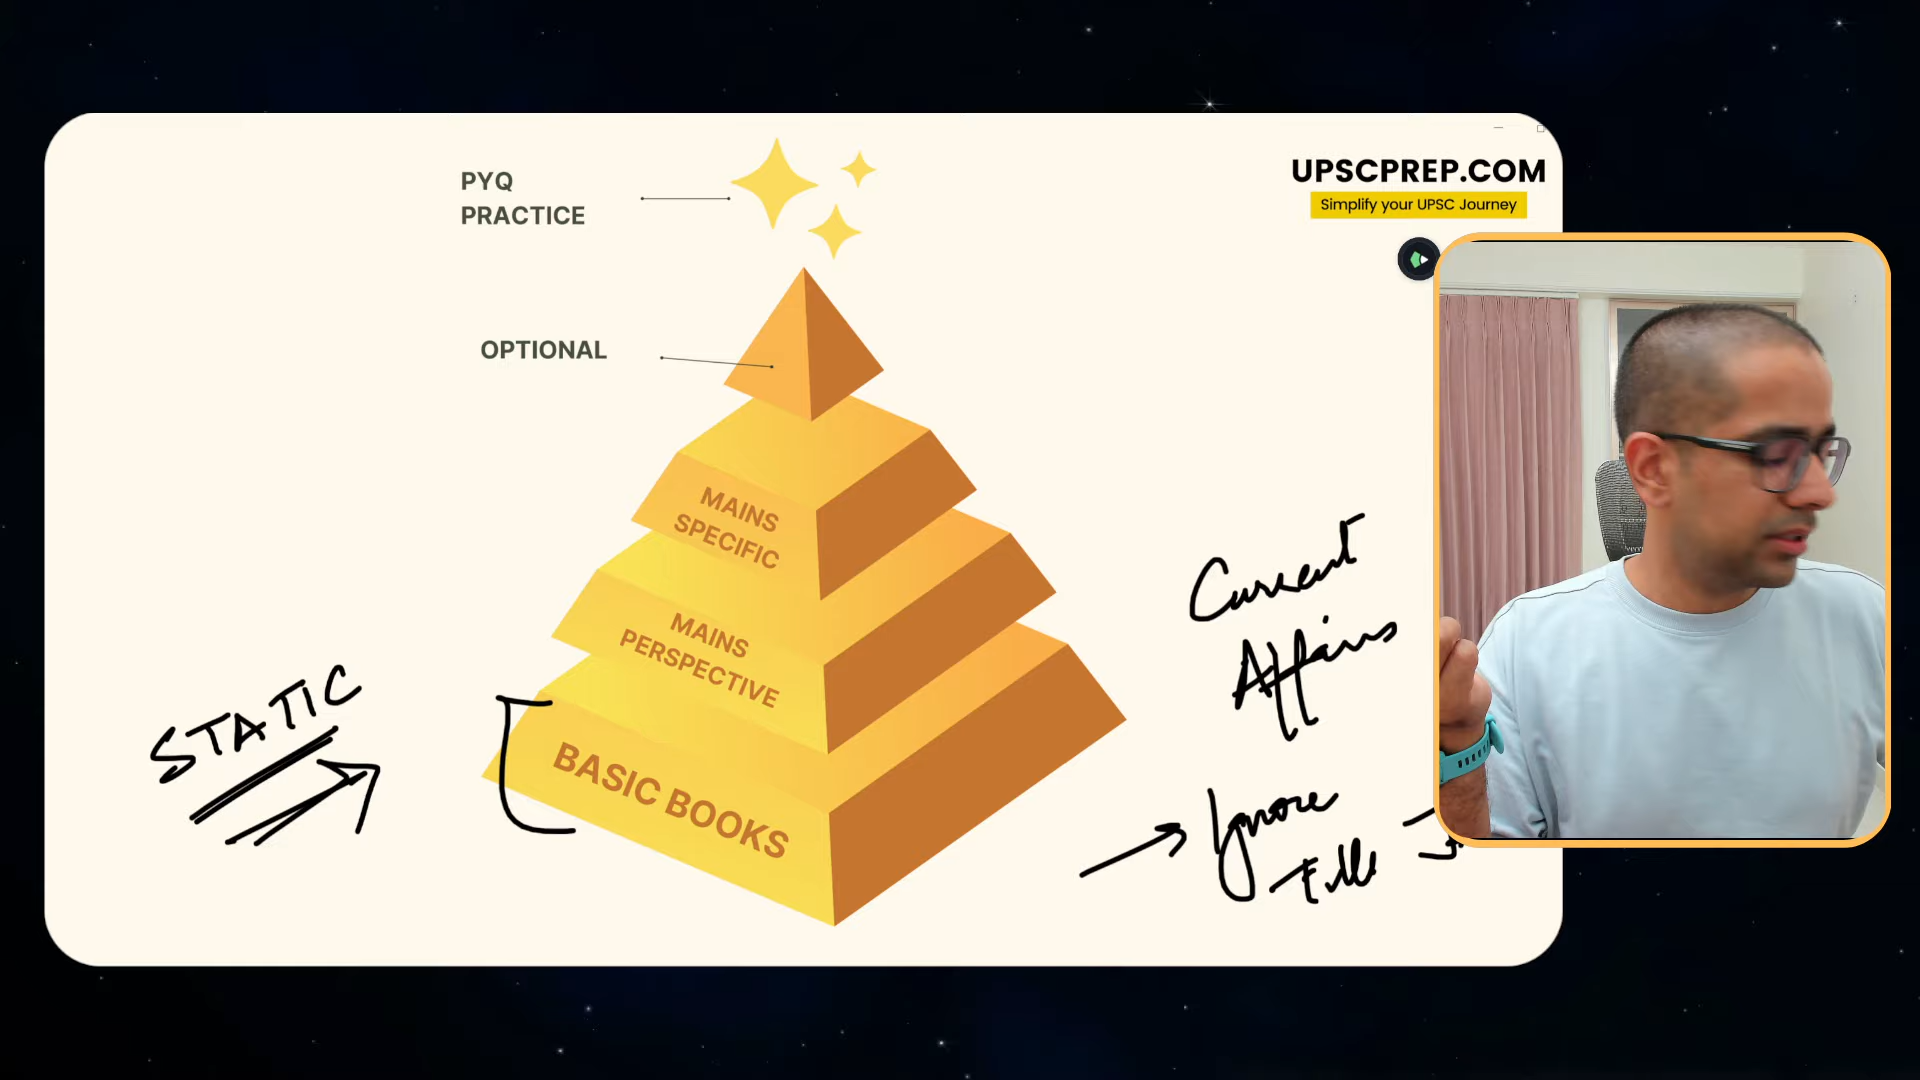 PYQ
PRACTICE
UPSCPREP.COM
Simplify your UPSC Journey
OPTIONAL
MAINS
SPECIFIC
MAINS
PERSPECTIVE
BASIC BOOKS
STATIC
Current
Affairs
Ignore
Till